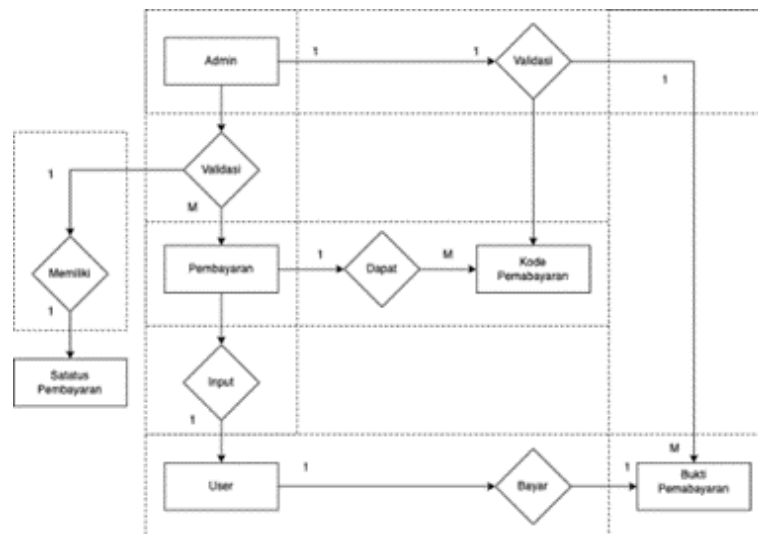 Admin
1
1
Validasi
1
Validasi
1
M
Memiliki
Pembayaran
1
Dapat
M
Kode
Pemabayaran
1
Satatus
Pembayaran
Input
1
User
1
Bayar
1
M
Bukti
Pemabayaran